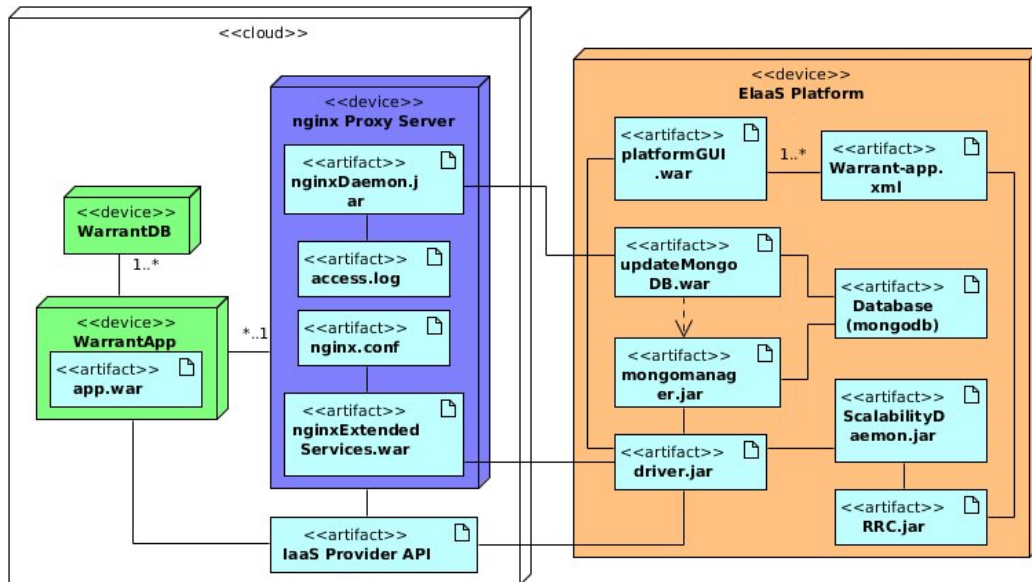 <<cloud>>
<<device>>
nginx Proxy Server
<<artifact>>
nginxDaemon.j
ar
<<artifact>>
access.log
<<artifact>>
nginx.conf
<<artifact>>
nginxExtended
Services.war
<<device>>
WarrantDB
1..*
<<device>>
WarrantApp
<<artifact>>
app.war
*..1
<<artifact>>
IaaS Provider API
<<device>>
ElaaS Platform
<<artifact>>
platformGUI
.war
1..*
<<artifact>>
Warrant-app.
xml
<<artifact>>
updateMongo
DB.war
<<artifact>>
Database
(mongodb)
<<artifact>>
mongomanag
er.jar
<<artifact>>
ScalabilityD
aemon.jar
<<artifact>>
driver.jar
<<artifact>>
RRC.jar